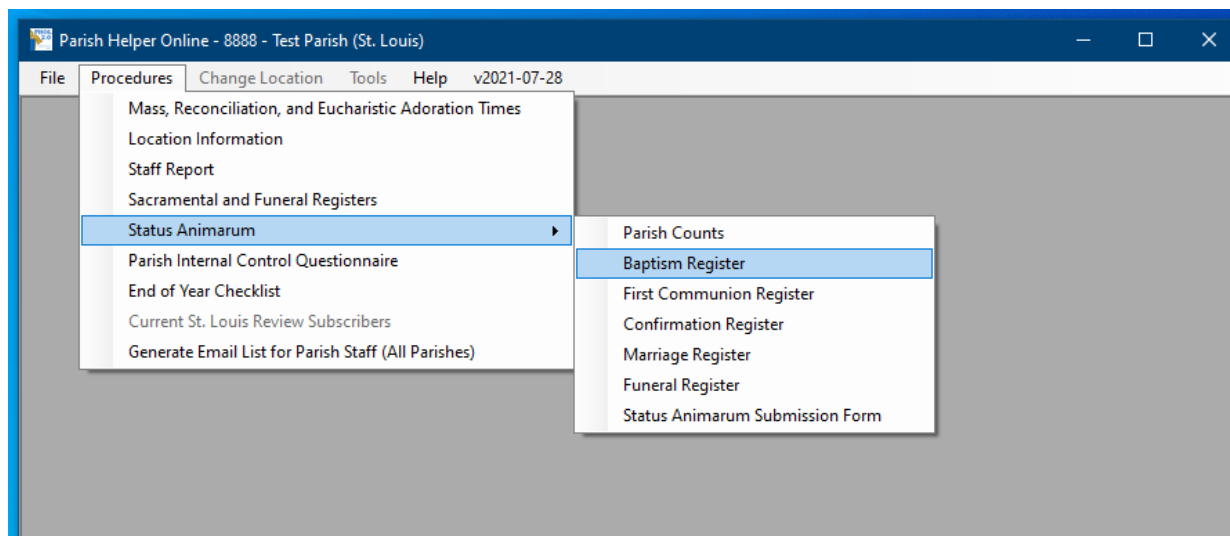 Parish Helper Online - 8888 - Test Parish (St. Louis)
File Procedures Change Location Tools Help v2021-07-28
Mass, Reconciliation, and Eucharistic Adoration Times
Location Information
Staff Report
Sacramental and Funeral Registers
Status Animarum
Parish Internal Control Questionnaire
End of Year Checklist
Current St. Louis Review Subscribers
Generate Email List for Parish Staff (All Parishes)
Parish Counts
Baptism Register
First Communion Register
Confirmation Register
Marriage Register
Funeral Register
Status Animarum Submission Form